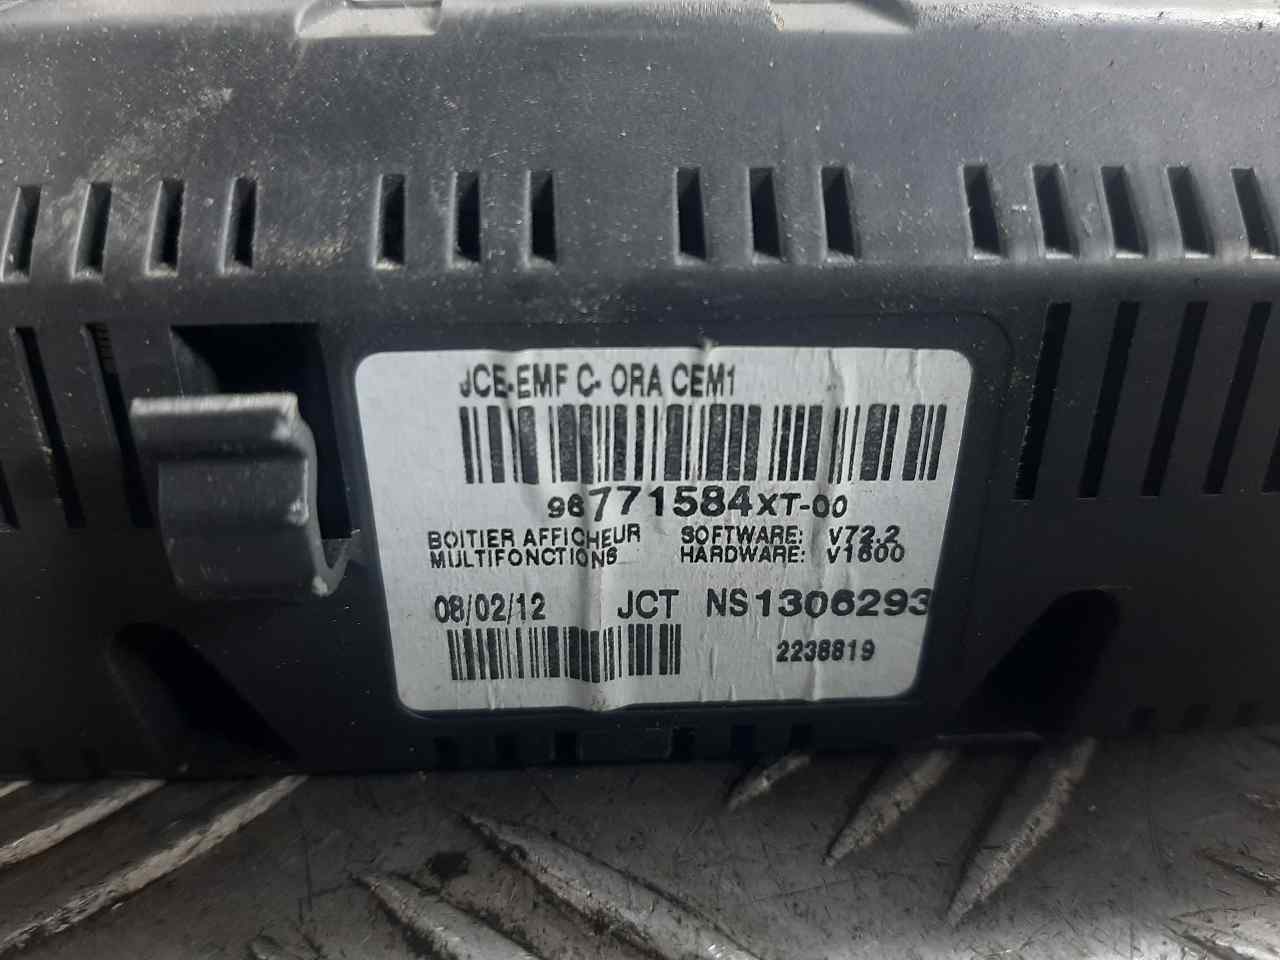 JCE-EMF C- ORA CEM1
96771584XT-00
BOITIER AFFICHEUR SOFTWARE: V72.2
MULTIFONCTIONS HARDWARE: V1600
08/02/12 JCT NS1306293
2238819